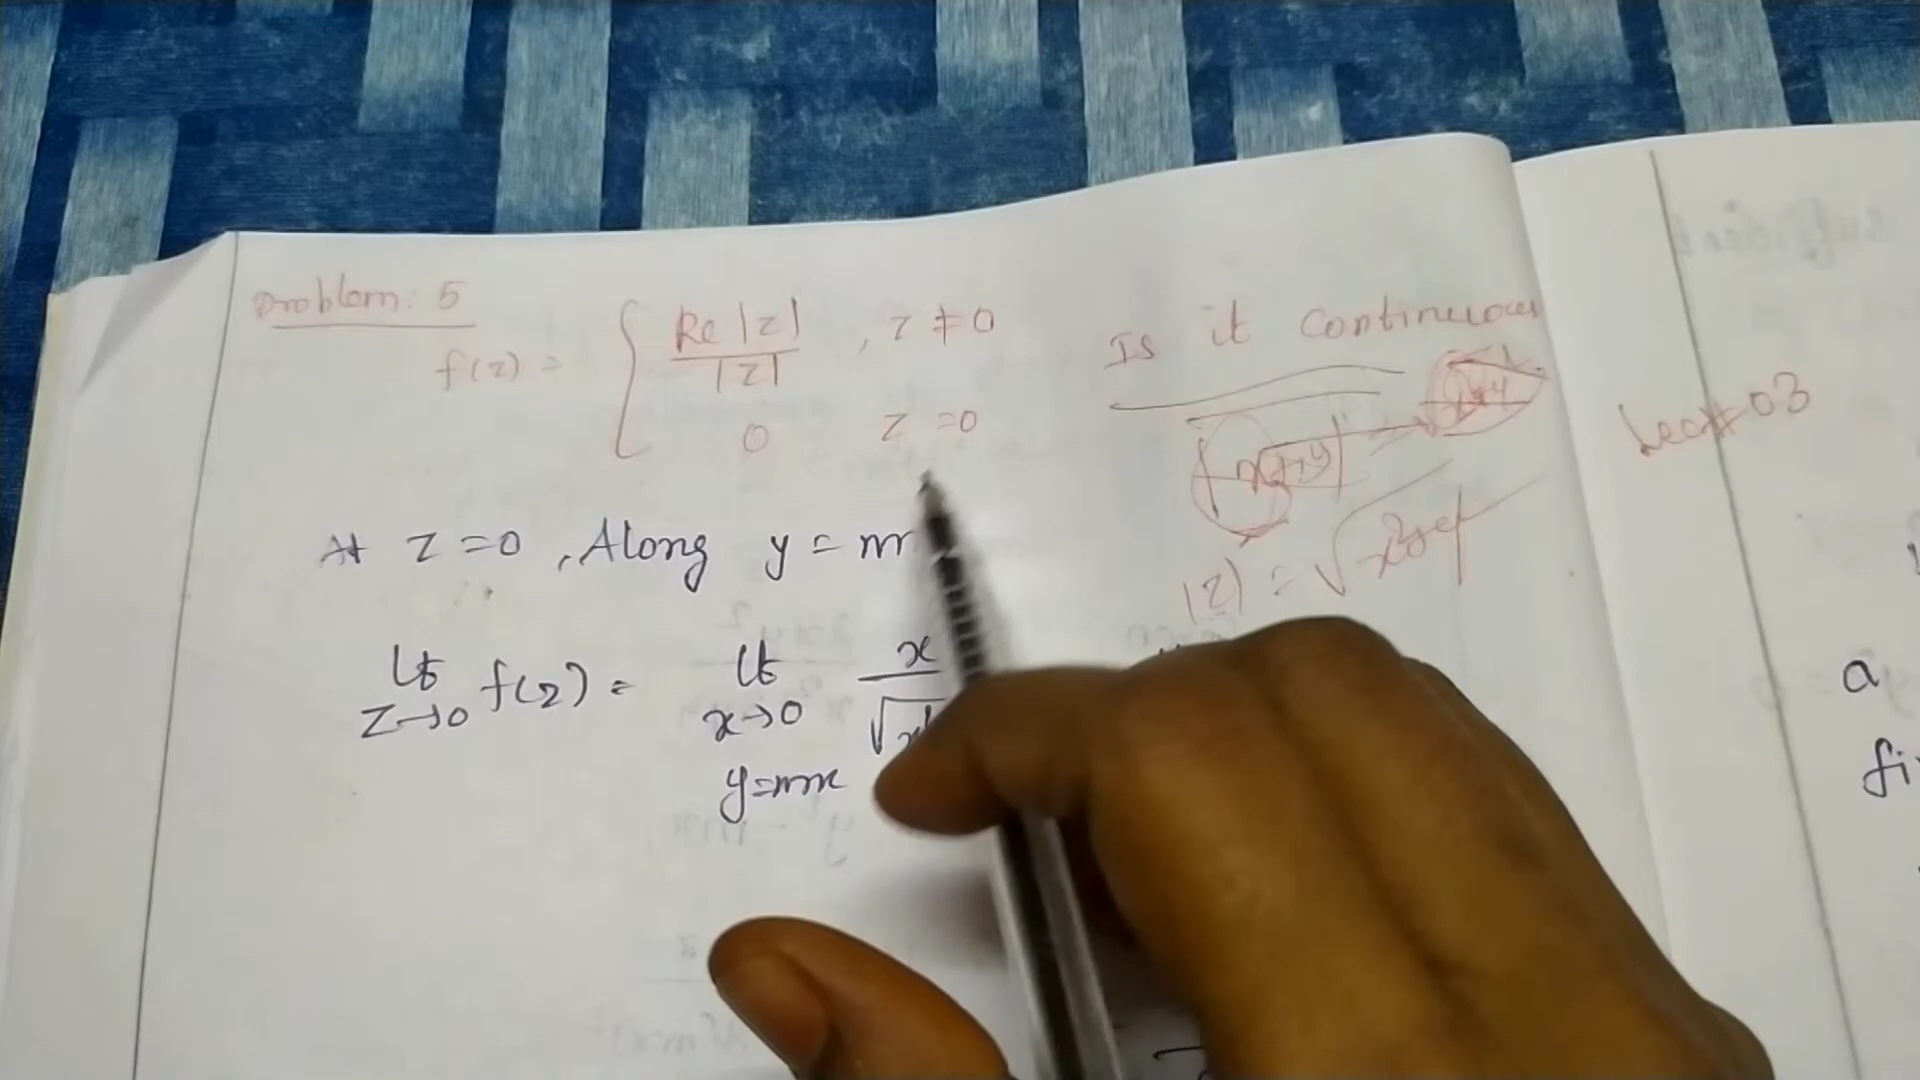 Problem: 5
f(z) = { Re |z| / |z| , z ≠ 0
0 z = 0
Is it continuous
x+y
|z| =
Lec# 03
At z = 0 , Along y = m
lt z→0 f(z) = lt x→0 x / √x
y=mx
a
fi